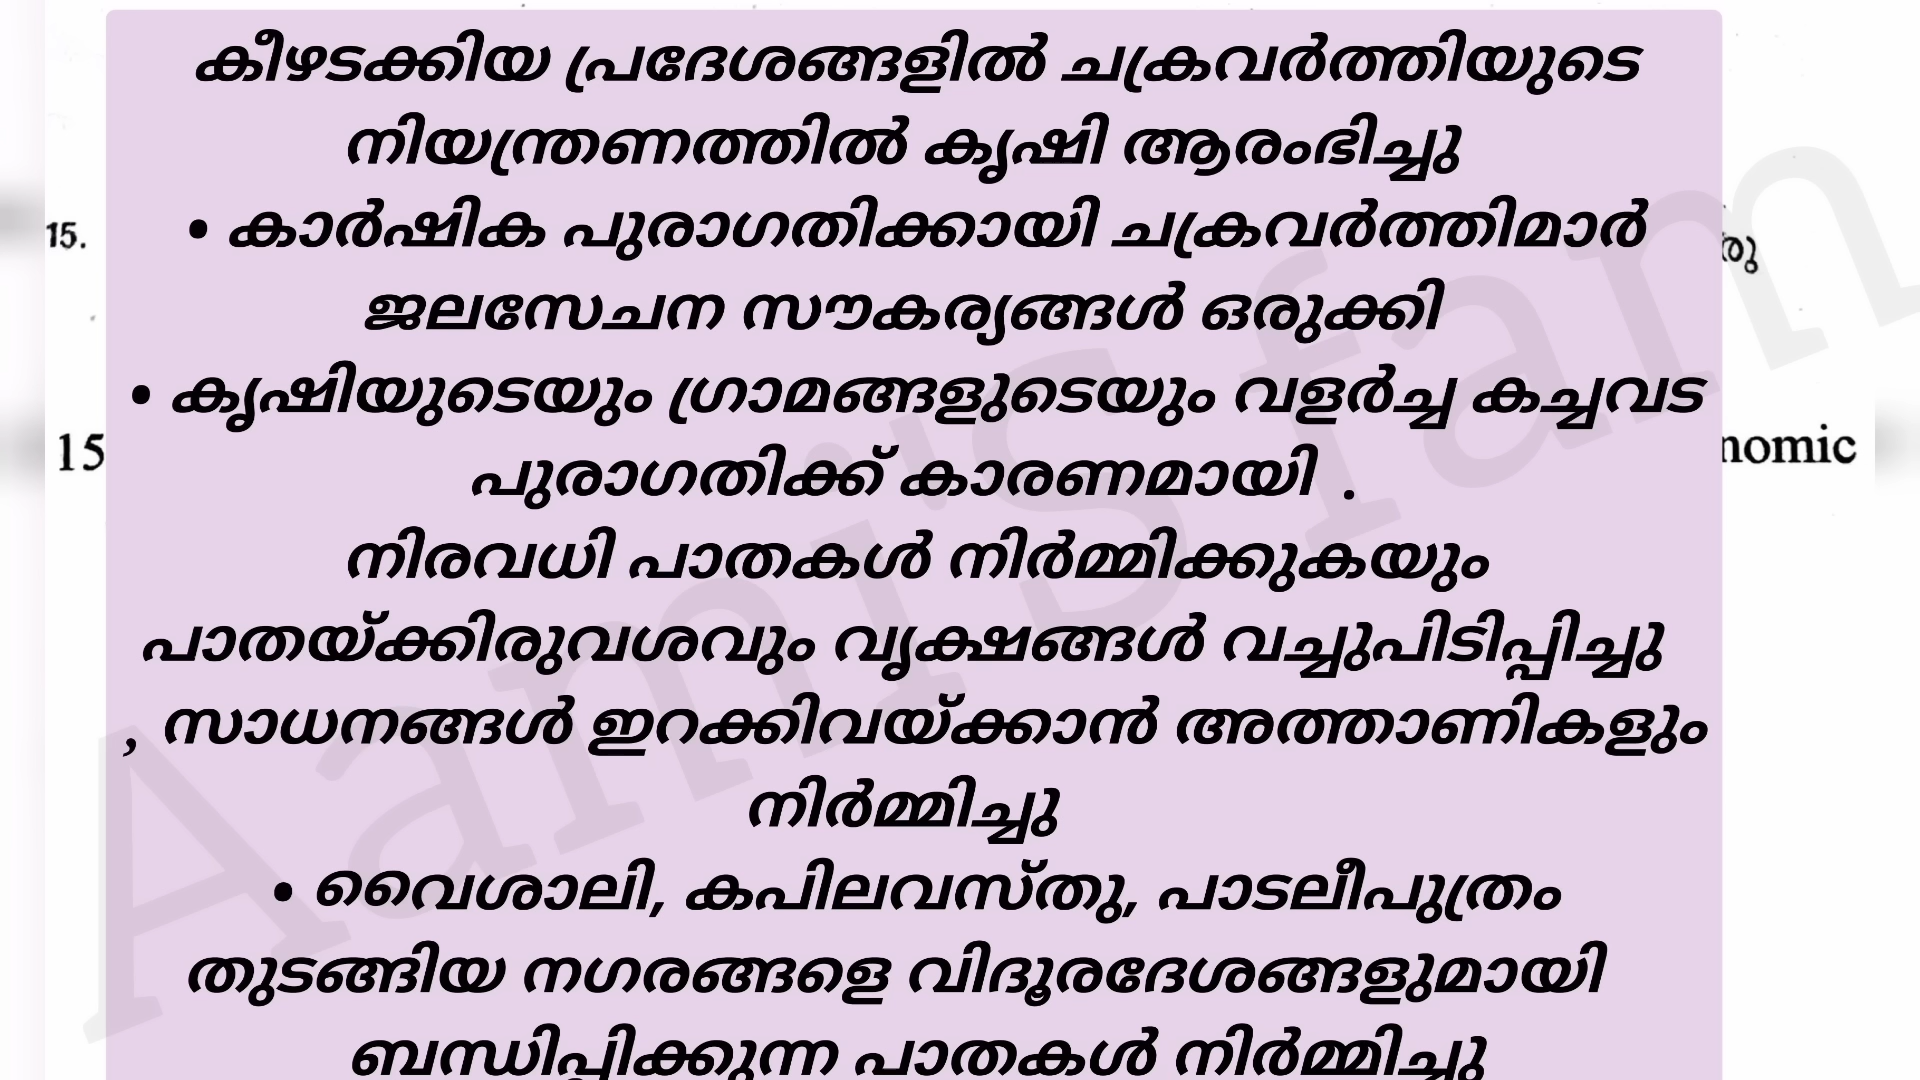 കീഴടക്കിയ പ്രദേശങ്ങളിൽ ചക്രവർത്തിയുടെ
നിയന്ത്രണത്തിൽ കൃഷി ആരംഭിച്ചു
15.
• കാർഷിക പുരാഗതിക്കായി ചക്രവർത്തിമാർ
ജലസേചന സൗകര്യങ്ങൾ ഒരുക്കി
• കൃഷിയുടെയും ഗ്രാമങ്ങളുടെയും വളർച്ച കച്ചവട
15
nomic
പുരാഗതിക്ക് കാരണമായി .
നിരവധി പാതകൾ നിർമ്മിക്കുകയും
പാതയ്ക്കിരുവശവും വൃക്ഷങ്ങൾ വച്ചുപിടിപ്പിച്ചു
, സാധനങ്ങൾ ഇറക്കിവയ്ക്കാൻ അത്താണികളും
നിർമ്മിച്ചു
• വൈശാലി, കപിലവസ്തു, പാടലീപുത്രം
തുടങ്ങിയ നഗരങ്ങളെ വിദൂരദേശങ്ങളുമായി
ബന്ധിപ്പിക്കുന്ന പാതകൾ നിർമ്മിച്ചു
Aami'S fam